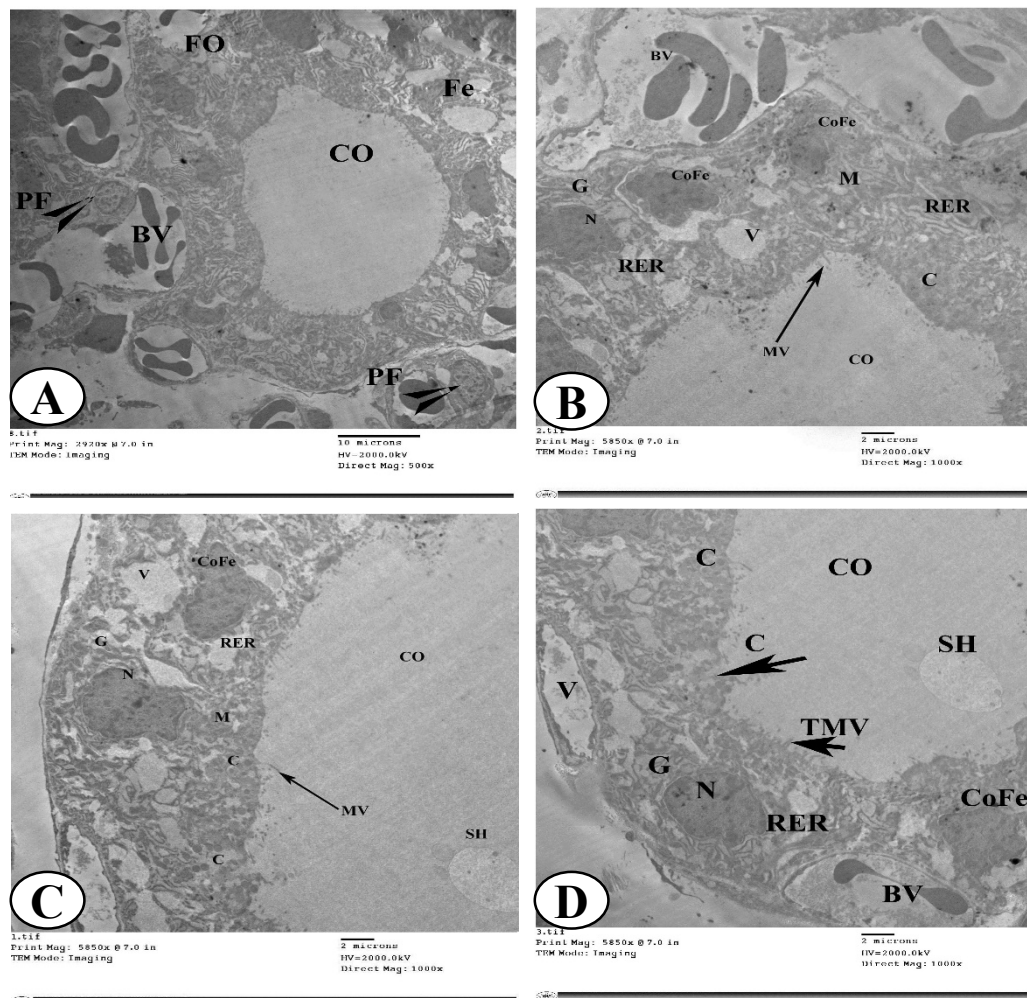 FO
Fe
CO
PF
BV
PF
A
8.tif
Print Mag: 2920x @ 7.0 in
TEM Mode: Imaging
10 microns
HV=2000.0kV
Direct Mag: 500x
BV
CoFe
CoFe
G
M
N
RER
V
RER
C
MV
CO
B
2.tif
Print Mag: 5850x @ 7.0 in
TEM Mode: Imaging
2 microns
HV=2000.0kV
Direct Mag: 1000x
CoFe
V
G
RER
CO
N
M
C
MV
SH
C
C
1.tif
Print Mag: 5850x @ 7.0 in
TEM Mode: Imaging
2 microns
HV=2000.0kV
Direct Mag: 1000x
C
CO
C
SH
V
TMV
G
N
CoFe
RER
BV
D
3.tif
Print Mag: 5850x @ 7.0 in
TEM Mode: Imaging
2 microns
HV=2000.0kV
Direct Mag: 1000x